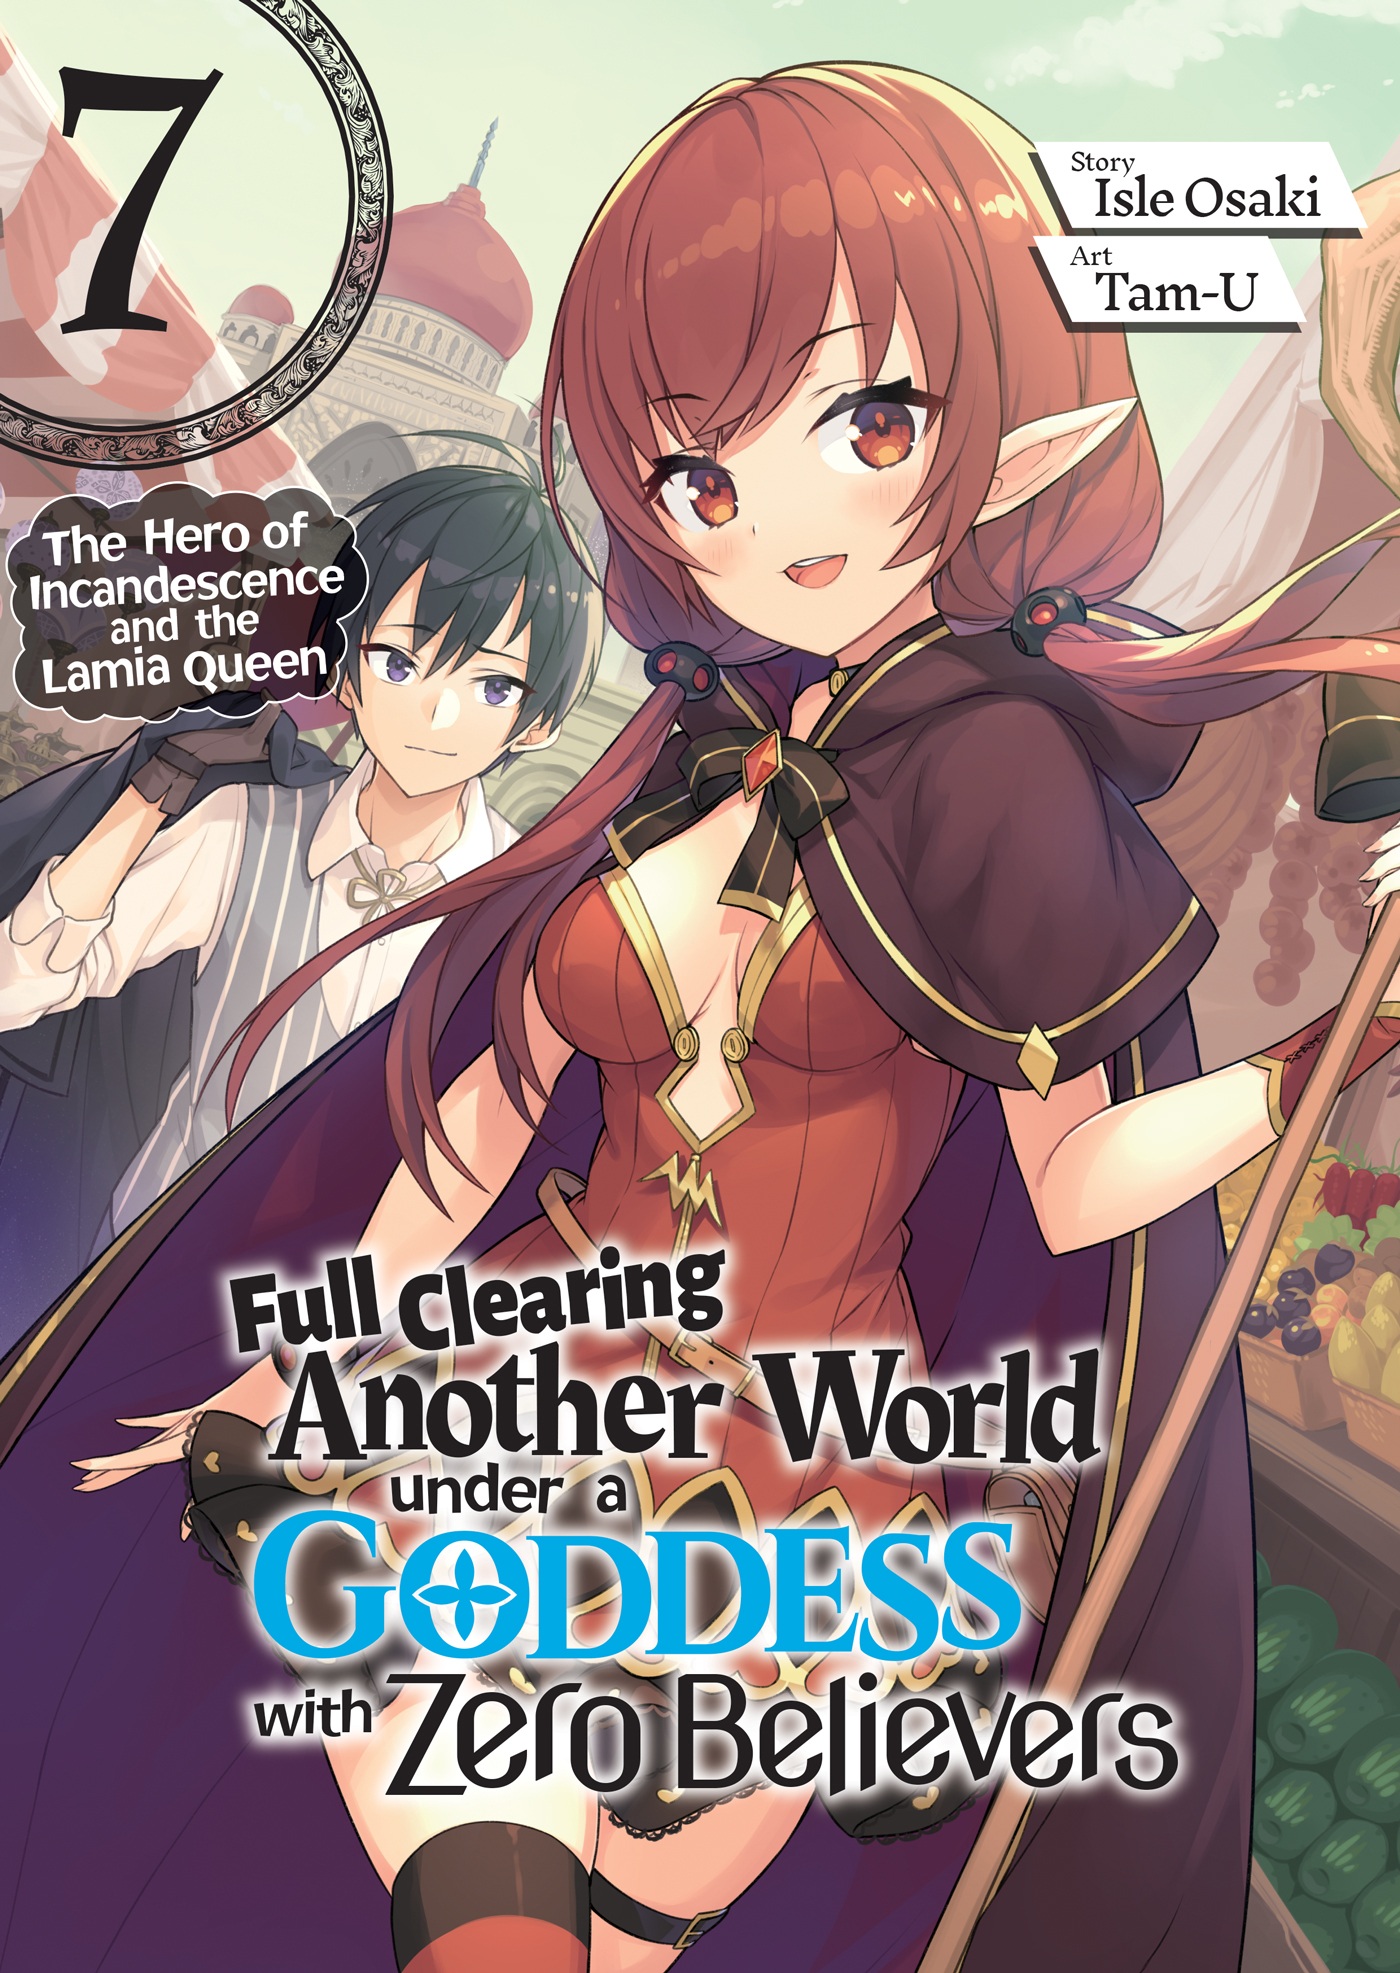 7
Story
Isle Osaki
Art
Tam-U
The Hero of
Incandescence
and the
Lamia Queen
Full Clearing
Another World
under a
GODDESS
with Zero Believers